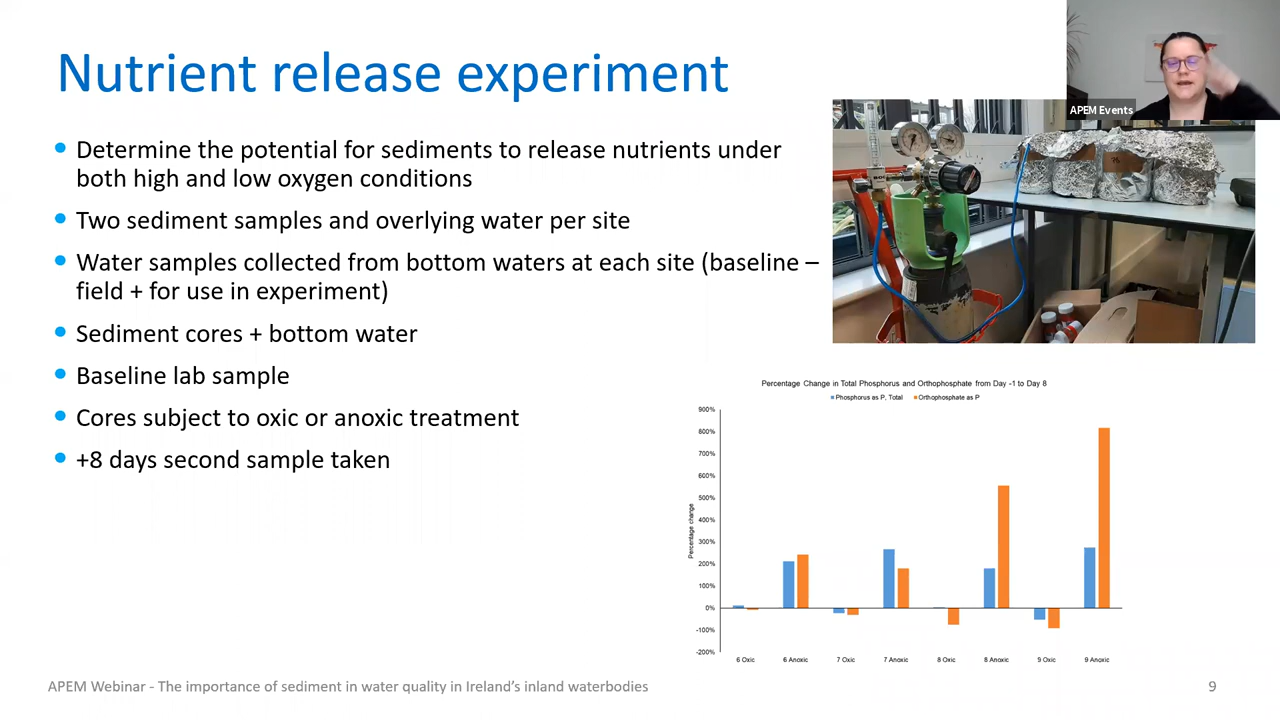 Nutrient release experiment
APEM Events
• Determine the potential for sediments to release nutrients under
both high and low oxygen conditions
• Two sediment samples and overlying water per site
• Water samples collected from bottom waters at each site (baseline –
field + for use in experiment)
• Sediment cores + bottom water
• Baseline lab sample
• Cores subject to oxic or anoxic treatment
• +8 days second sample taken
Percentage Change in Total Phosphorus and Orthophosphate from Day -1 to Day 8
Phosphorus as P, Total Orthophosphate as P
Percentage change
900%
800%
700%
600%
500%
400%
300%
200%
100%
0%
-100%
-200%
6 Oxic 6 Anoxic 7 Oxic 7 Anoxic 8 Oxic 8 Anoxic 9 Oxic 9 Anoxic
APEM Webinar - The importance of sediment in water quality in Ireland's inland waterbodies
9